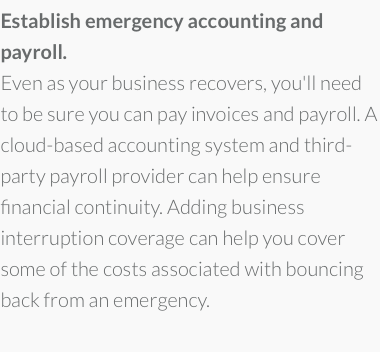 Establish emergency accounting and
payroll.
Even as your business recovers, you'll need
to be sure you can pay invoices and payroll. A
cloud-based accounting system and third-
party payroll provider can help ensure
financial continuity. Adding business
interruption coverage can help you cover
some of the costs associated with bouncing
back from an emergency.